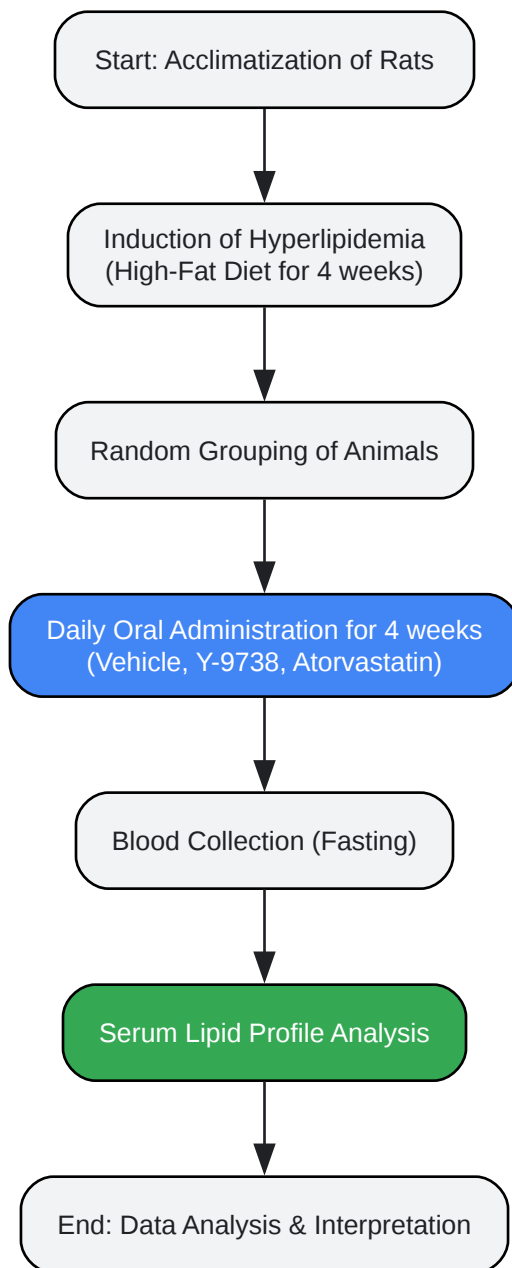 Start: Acclimatization of Rats
Induction of Hyperlipidemia
(High-Fat Diet for 4 weeks)
Random Grouping of Animals
Daily Oral Administration for 4 weeks
(Vehicle, Y-9738, Atorvastatin)
Blood Collection (Fasting)
Serum Lipid Profile Analysis
End: Data Analysis & Interpretation